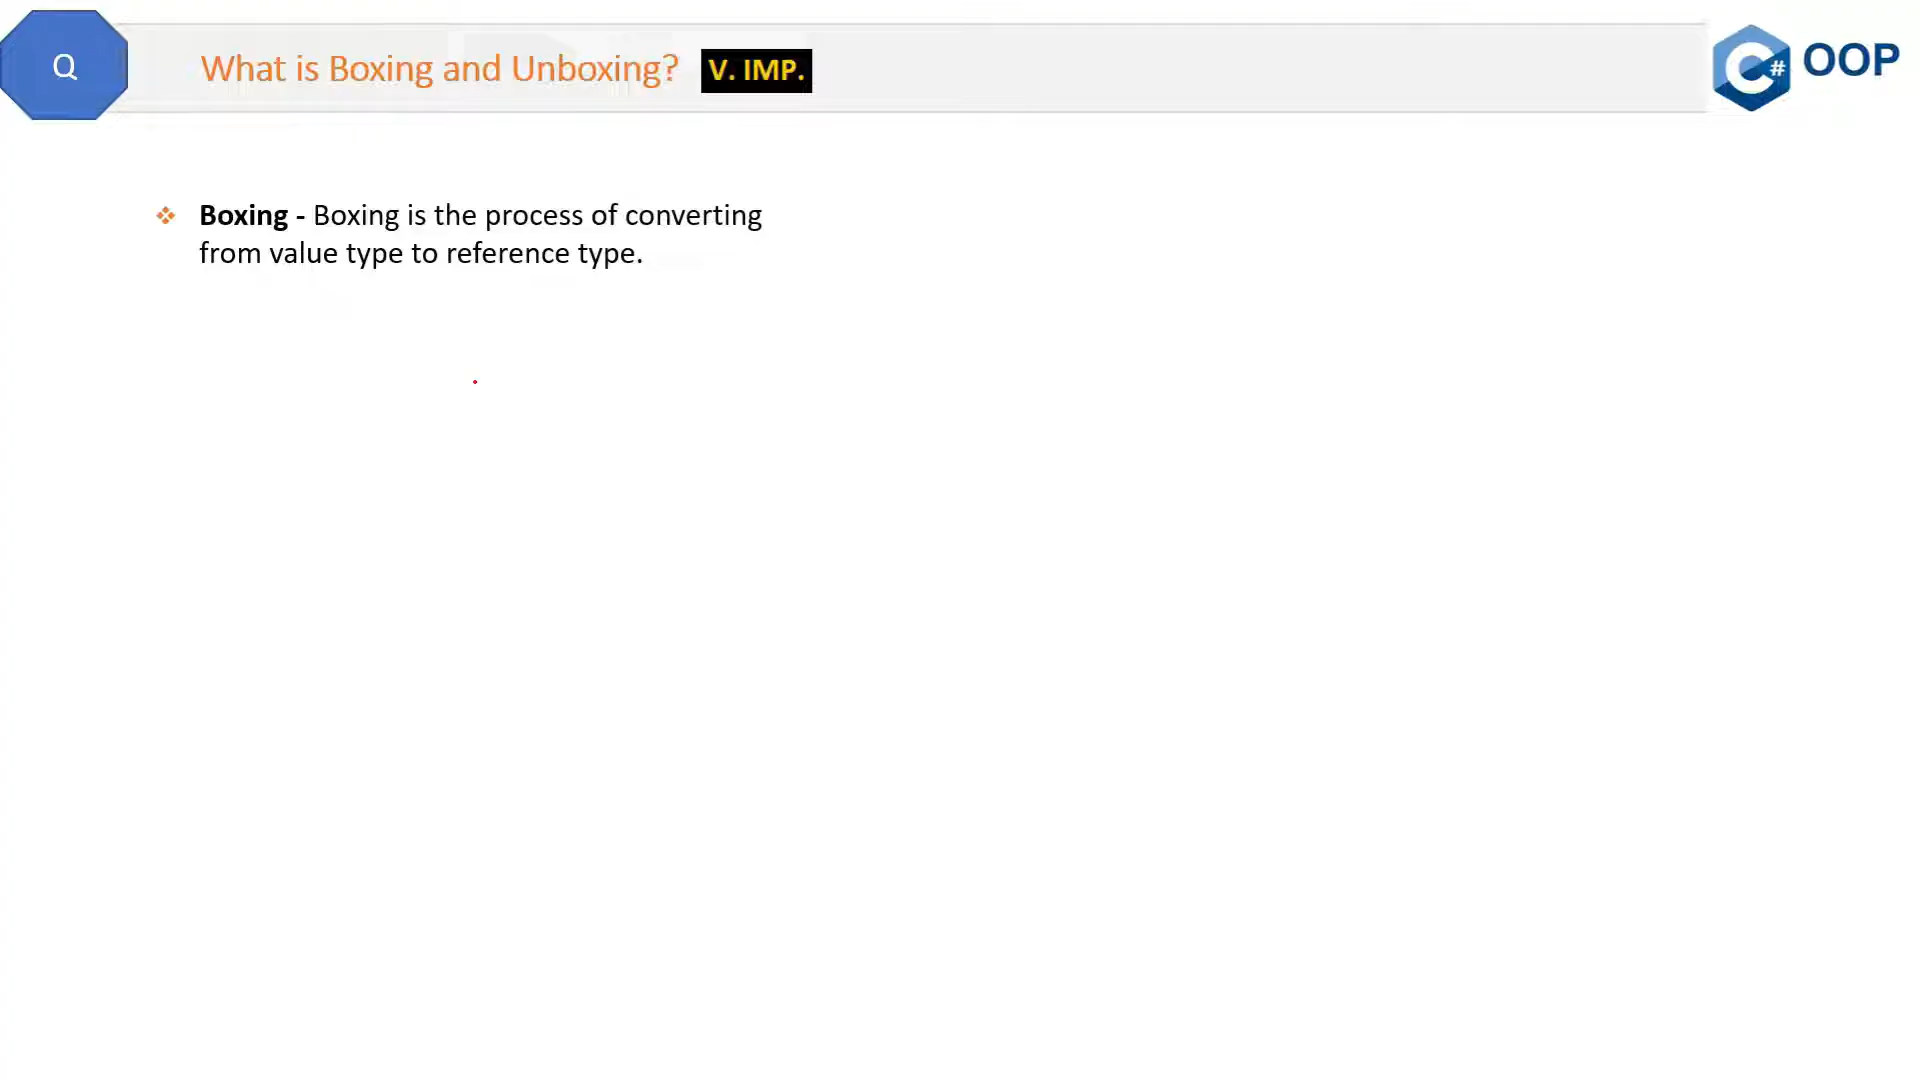 Q
What is Boxing and Unboxing? V. IMP.
C# OOP
❖ Boxing - Boxing is the process of converting
from value type to reference type.